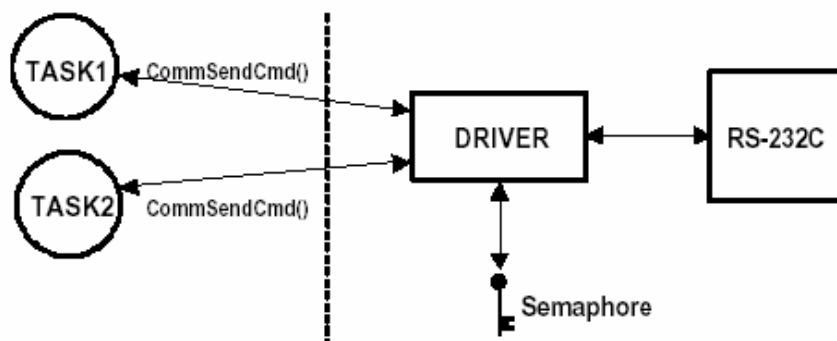 TASK1
CommSendCmd()
DRIVER
RS-232C
TASK2
CommSendCmd()
Semaphore